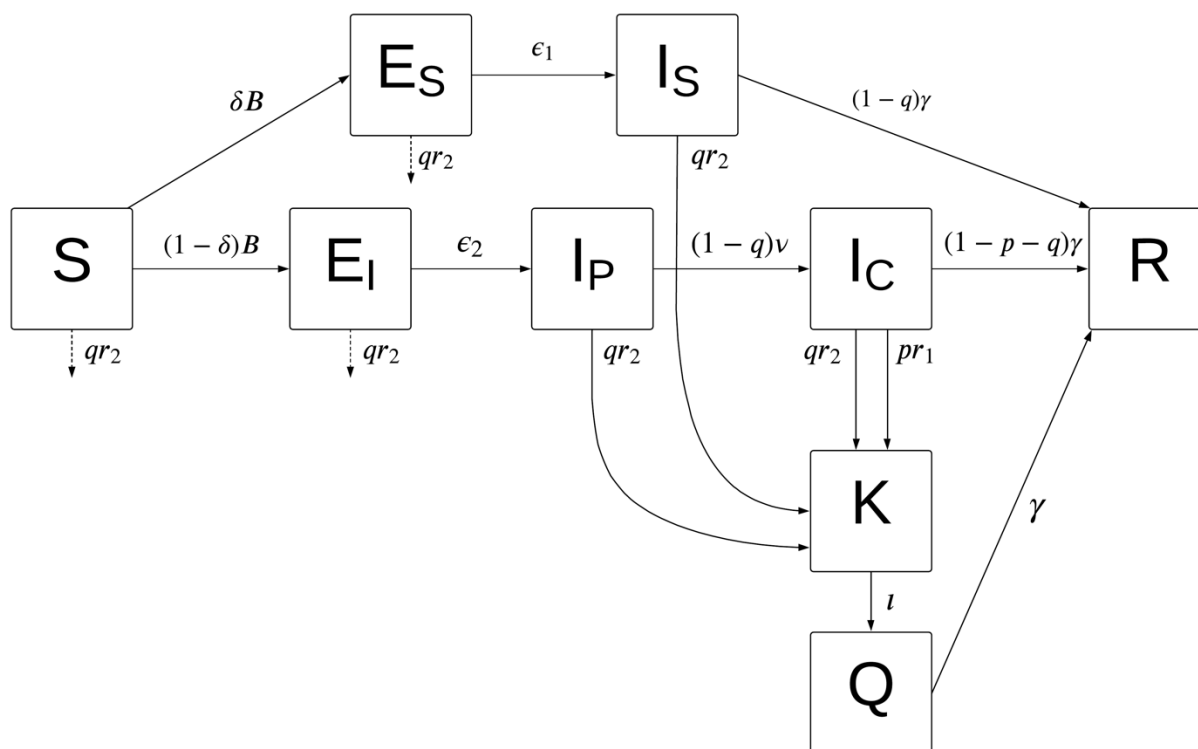 E_S
ϵ₁
I_S
δB
(1 − q)γ
qr₂
qr₂
S
(1 − δ)B
E_I
ϵ₂
I_P
(1 − q)ν
I_C
(1 − p − q)γ
R
qr₂
qr₂
qr₂
qr₂
pr₁
K
γ
ι
Q